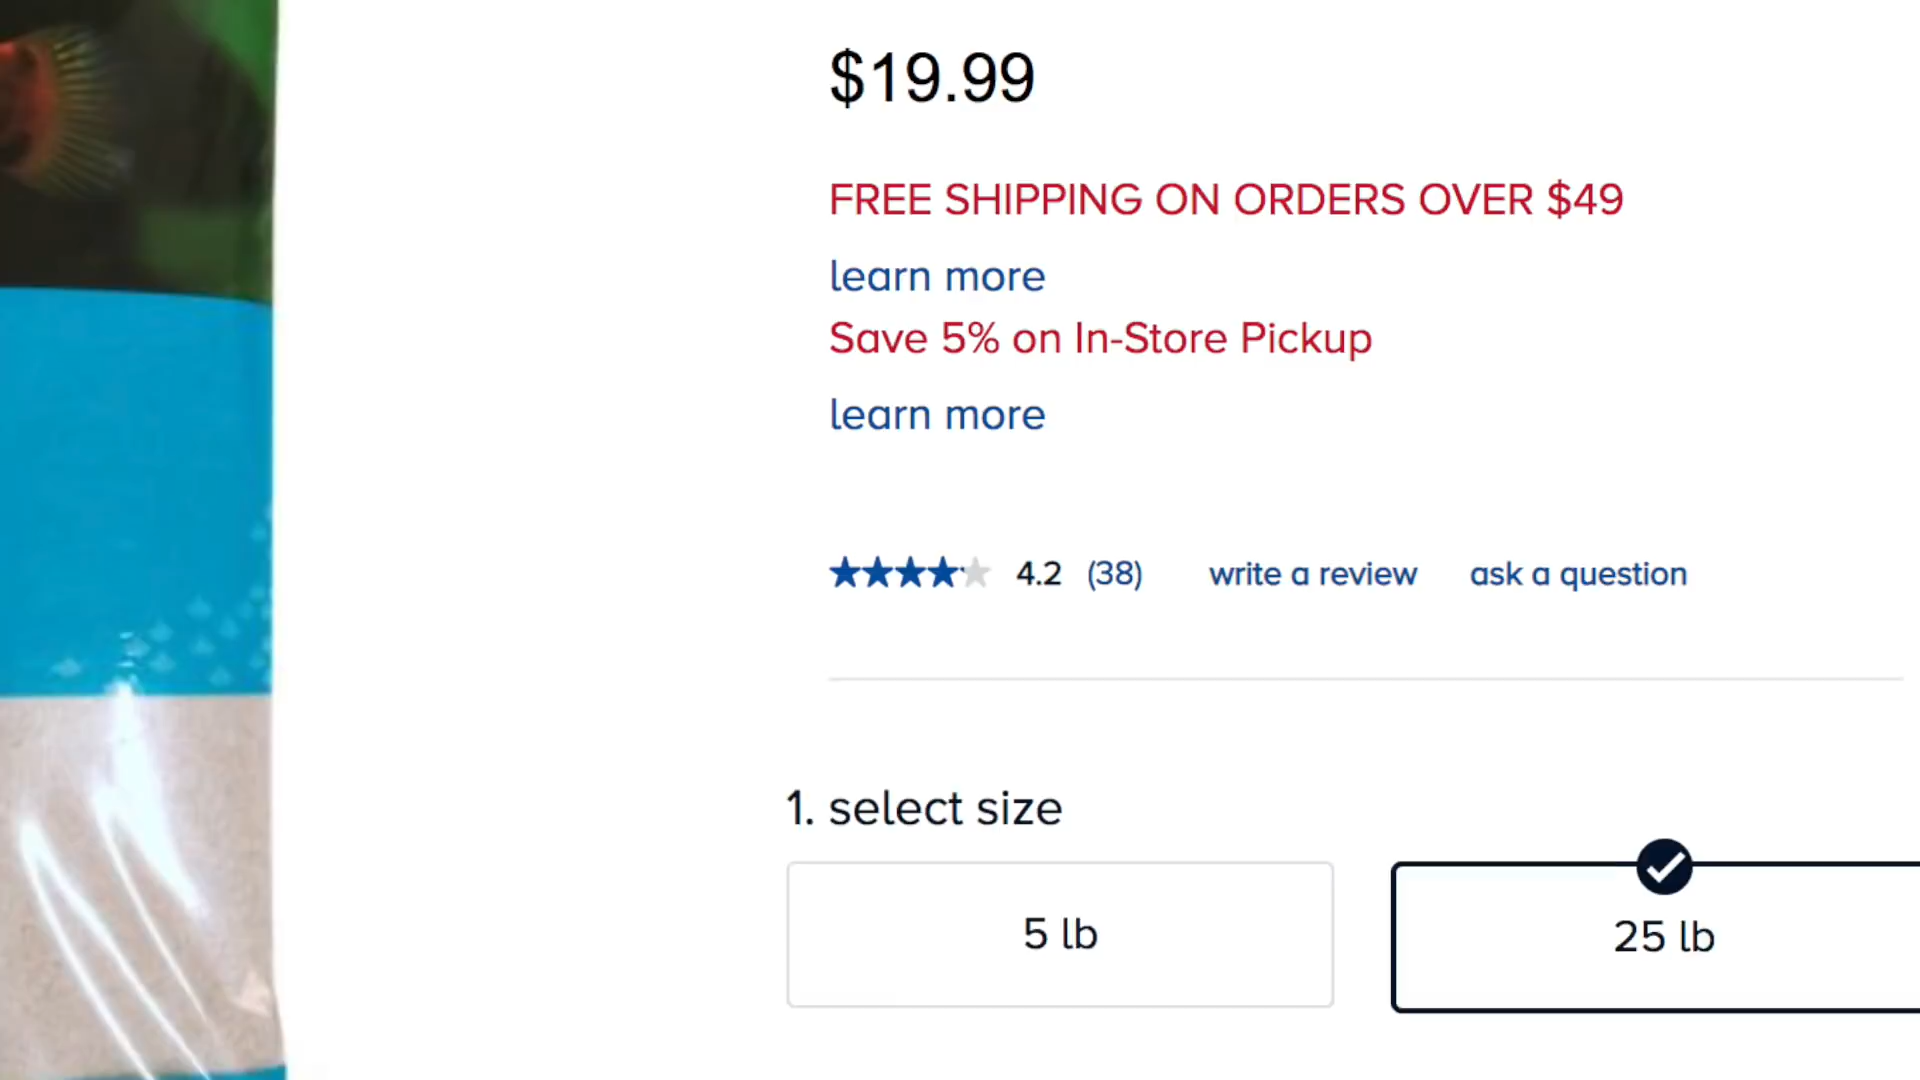 $19.99
FREE SHIPPING ON ORDERS OVER $49
learn more
Save 5% on In-Store Pickup
learn more
4.2 (38) write a review ask a question
1. select size
5 lb 25 lb